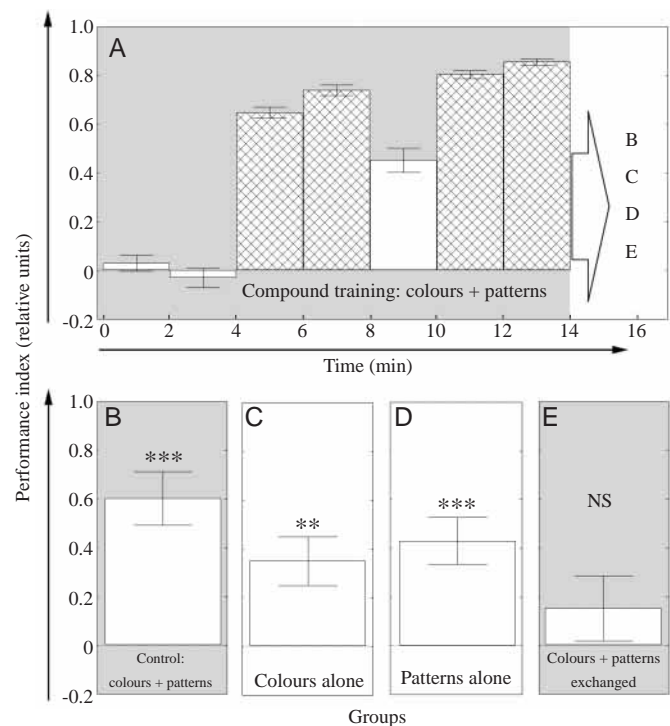 Performance index (relative units)
A
1.0
0.8
0.6
0.4
0.2
0
-0.2
B
C
D
E
Compound training: colours + patterns
0 2 4 6 8 10 12 14 16
Time (min)
1.0
0.8
0.6
0.4
0.2
0
-0.2
B
***
Control:
colours + patterns
C
**
Colours alone
D
***
Patterns alone
E
NS
Colours + patterns
exchanged
Groups